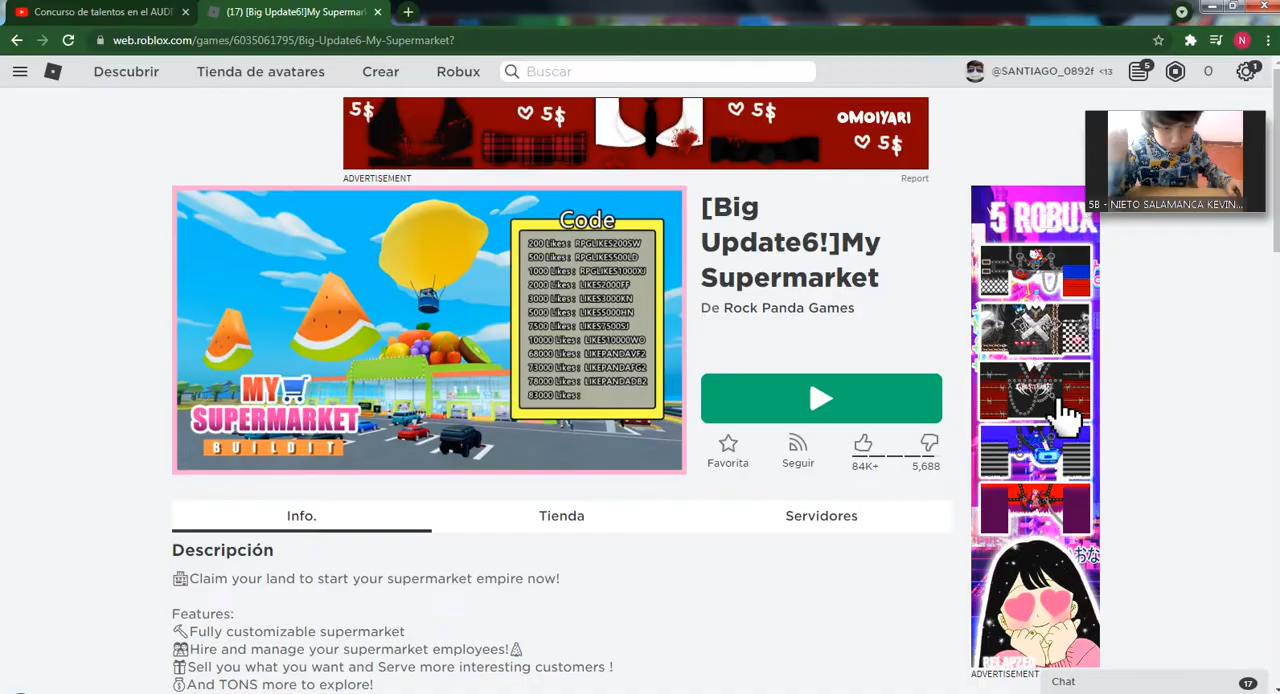 Concurso de talentos en el AUDI
(17) [Big Update6!]My Supermar
web.roblox.com/games/6035061795/Big-Update6-My-Supermarket?
N
Descubrir
Tienda de avatares
Crear
Robux
Buscar
@SANTIAGO_0892f <13
5
0
1
5$
♡ 5$
♡ 5$
OMOIYARI
♡ 5$
ADVERTISEMENT
Report
5B - NIETO SALAMANCA KEVIN...
Code
200 Likes : RPGLIKES200SW
500 Likes : RPGLIKES500LD
1000 Likes : RPGLIKES1000XJ
2000 Likes : LIKES2000FF
3000 Likes : LIKES3000KN
5000 Likes : LIKES5000HN
7500 Likes : LIKES7500SJ
10000 Likes : LIKES10000WO
68000 Likes : LIKEPANDAVF2
73000 Likes : LIKEPANDAFG2
78000 Likes : LIKEPANDADB2
83000 Likes :
MY
SUPERMARKET
BUILD IT
[Big
Update6!]My
Supermarket
De Rock Panda Games
Favorita
Seguir
84K+
5,688
5 ROBUX
Info.
Tienda
Servidores
Descripción
Claim your land to start your supermarket empire now!
Features:
Fully customizable supermarket
Hire and manage your supermarket employees!
Sell you what you want and Serve more interesting customers !
And TONS more to explore!
RELAPZED
ADVERTISEMENT
Chat
17